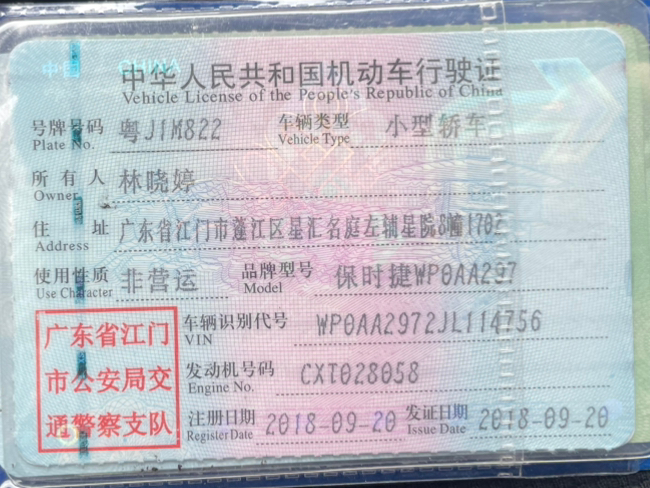 中国 CHINA
中华人民共和国机动车行驶证
Vehicle License of the People's Republic of China
号牌号码 粤J1M822 车辆类型 小型轿车
Plate No. Vehicle Type
所有人 林晓婷
Owner
住址 广东省江门市蓬江区星汇名庭左辅星院8幢1702
Address
使用性质 非营运 品牌型号 保时捷WP0AA297
Use Character Model
广东省江门
市公安局交
通警察支队
车辆识别代号 WP0AA2972JL114756
VIN
发动机号码 CXT028058
Engine No.
注册日期 2018-09-20 发证日期 2018-09-20
Register Date Issue Date